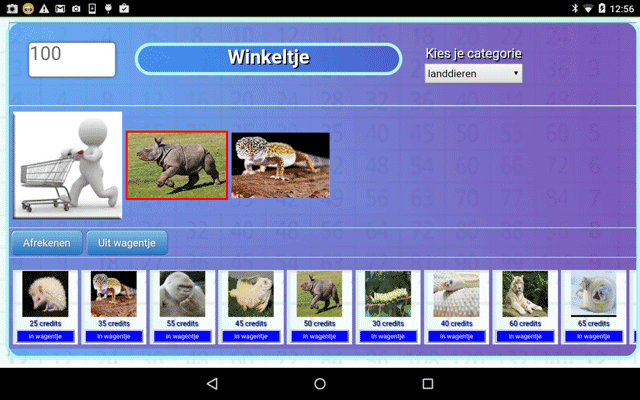 12:56
100
Winkeltje
Kies je categorie
landdieren
Afrekenen
Uit wagentje
25 credits
35 credits
55 credits
45 credits
50 credits
30 credits
40 credits
60 credits
65 credits
in wagentje
in wagentje
in wagentje
in wagentje
in wagentje
in wagentje
in wagentje
in wagentje
in wagentje